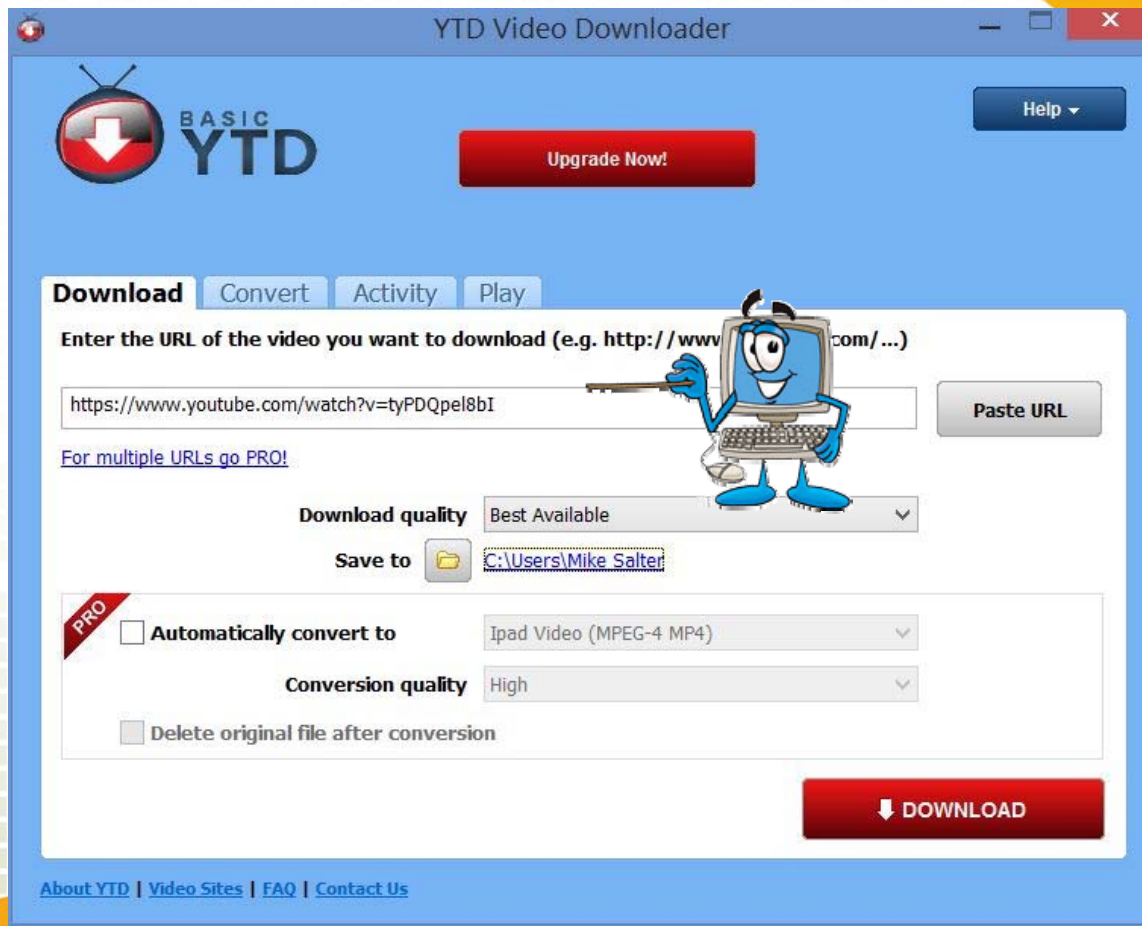 YTD Video Downloader
BASIC
YTD
Upgrade Now!
Help
Download Convert Activity Play
Enter the URL of the video you want to download (e.g. http://www com/...)
https://www.youtube.com/watch?v=tyPDQpel8bI
Paste URL
For multiple URLs go PRO!
Download quality Best Available
Save to C:\Users\Mike Salter
PRO
Automatically convert to Ipad Video (MPEG-4 MP4)
Conversion quality High
Delete original file after conversion
DOWNLOAD
About YTD | Video Sites | FAQ | Contact Us